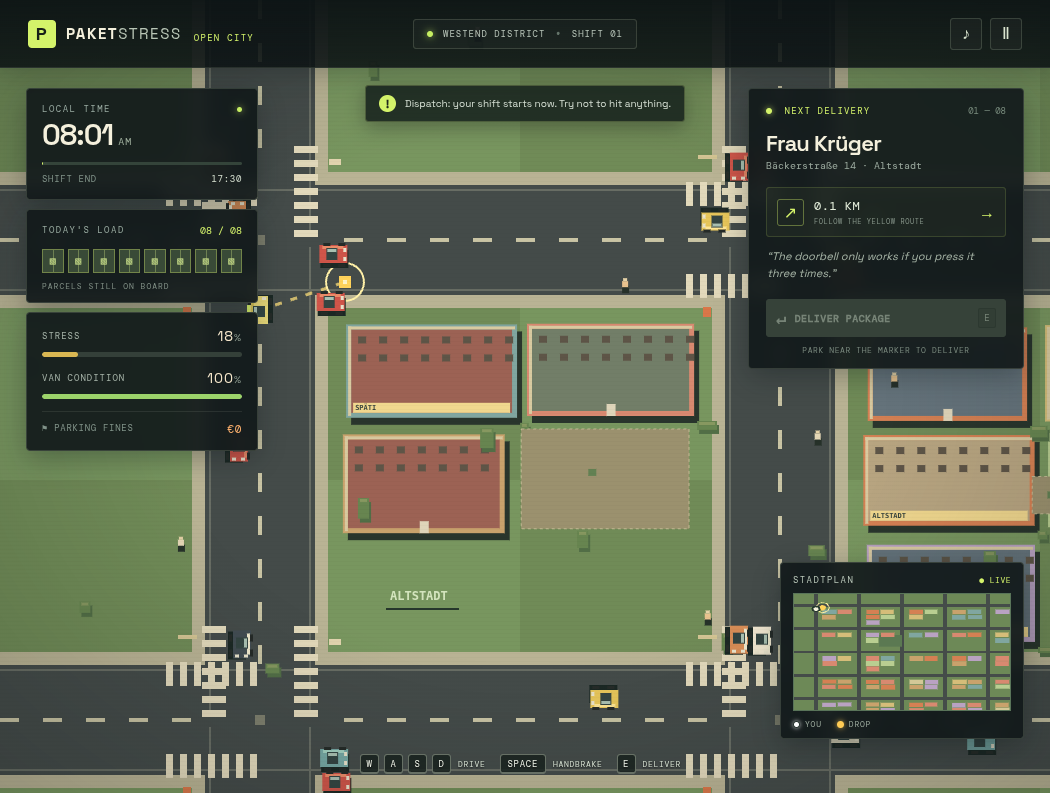 P PAKETSTRESS OPEN CITY
WESTEND DISTRICT • SHIFT 01
♪ II
LOCAL TIME
08:01 AM
SHIFT END 17:30
TODAY'S LOAD 08 / 08
PARCELS STILL ON BOARD
STRESS 18%
VAN CONDITION 100%
⚑ PARKING FINES €0
! Dispatch: your shift starts now. Try not to hit anything.
NEXT DELIVERY 01 — 08
Frau Krüger
Bäckerstraße 14 · Altstadt
↗ 0.1 KM →
FOLLOW THE YELLOW ROUTE
“The doorbell only works if you press it
three times.”
↵ DELIVER PACKAGE E
PARK NEAR THE MARKER TO DELIVER
SPÄTI
ALTSTADT
ALTSTADT
STADTPLAN LIVE
YOU DROP
W A S D DRIVE SPACE HANDBRAKE E DELIVER